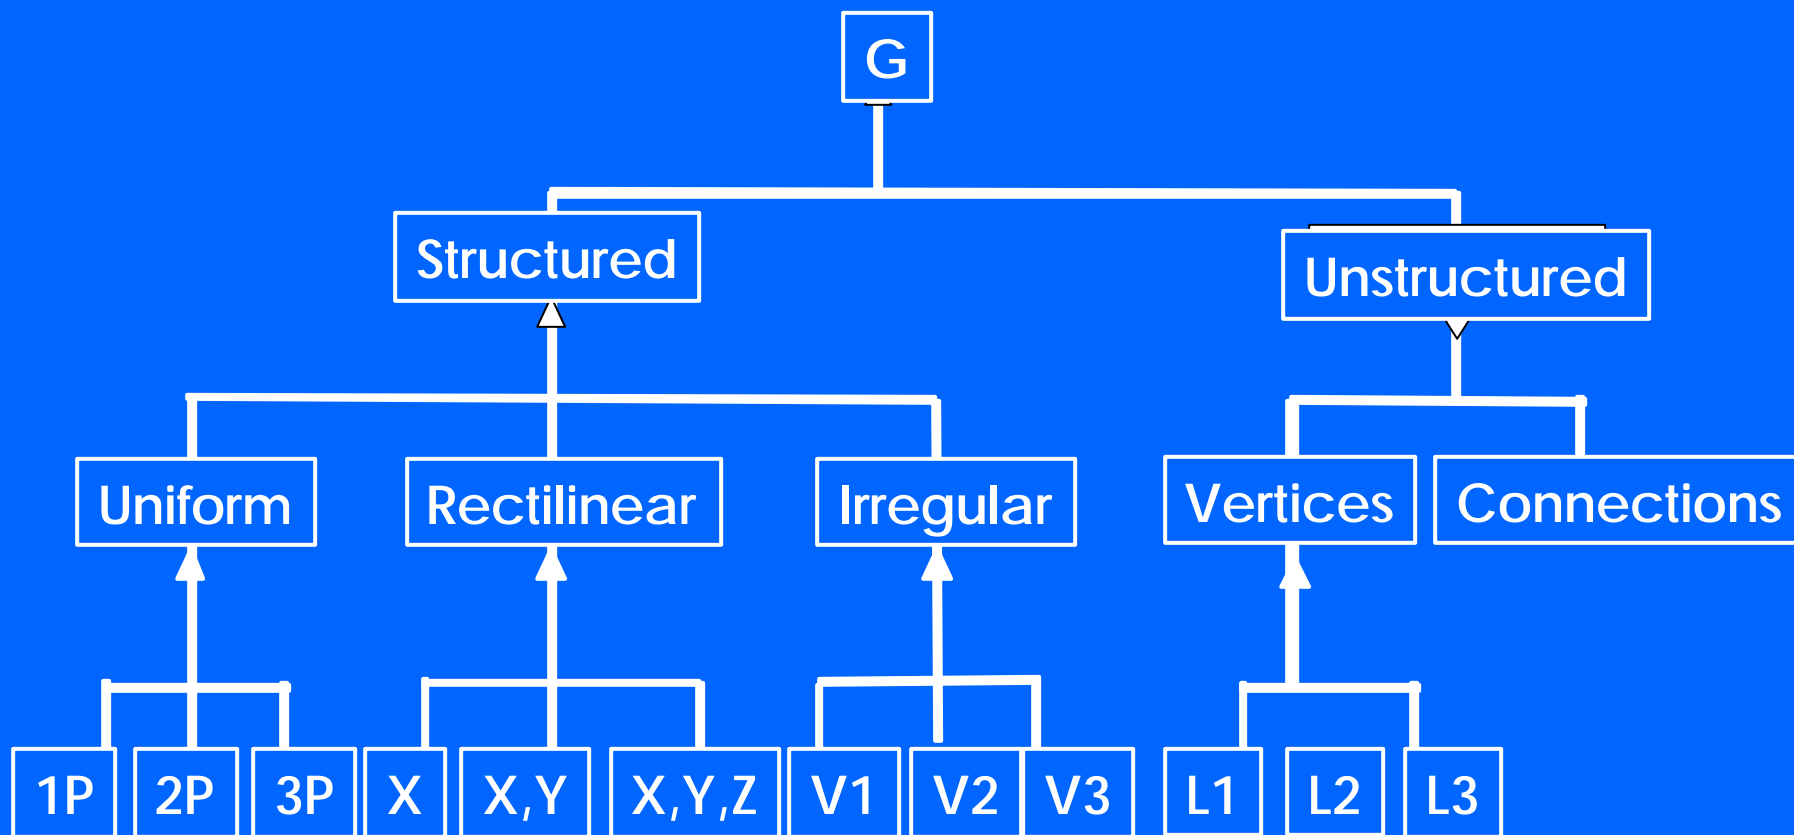 G
Structured
Unstructured
Uniform
Rectilinear
Irregular
Vertices
Connections
1P
2P
3P
X
X,Y
X,Y,Z
V1
V2
V3
L1
L2
L3